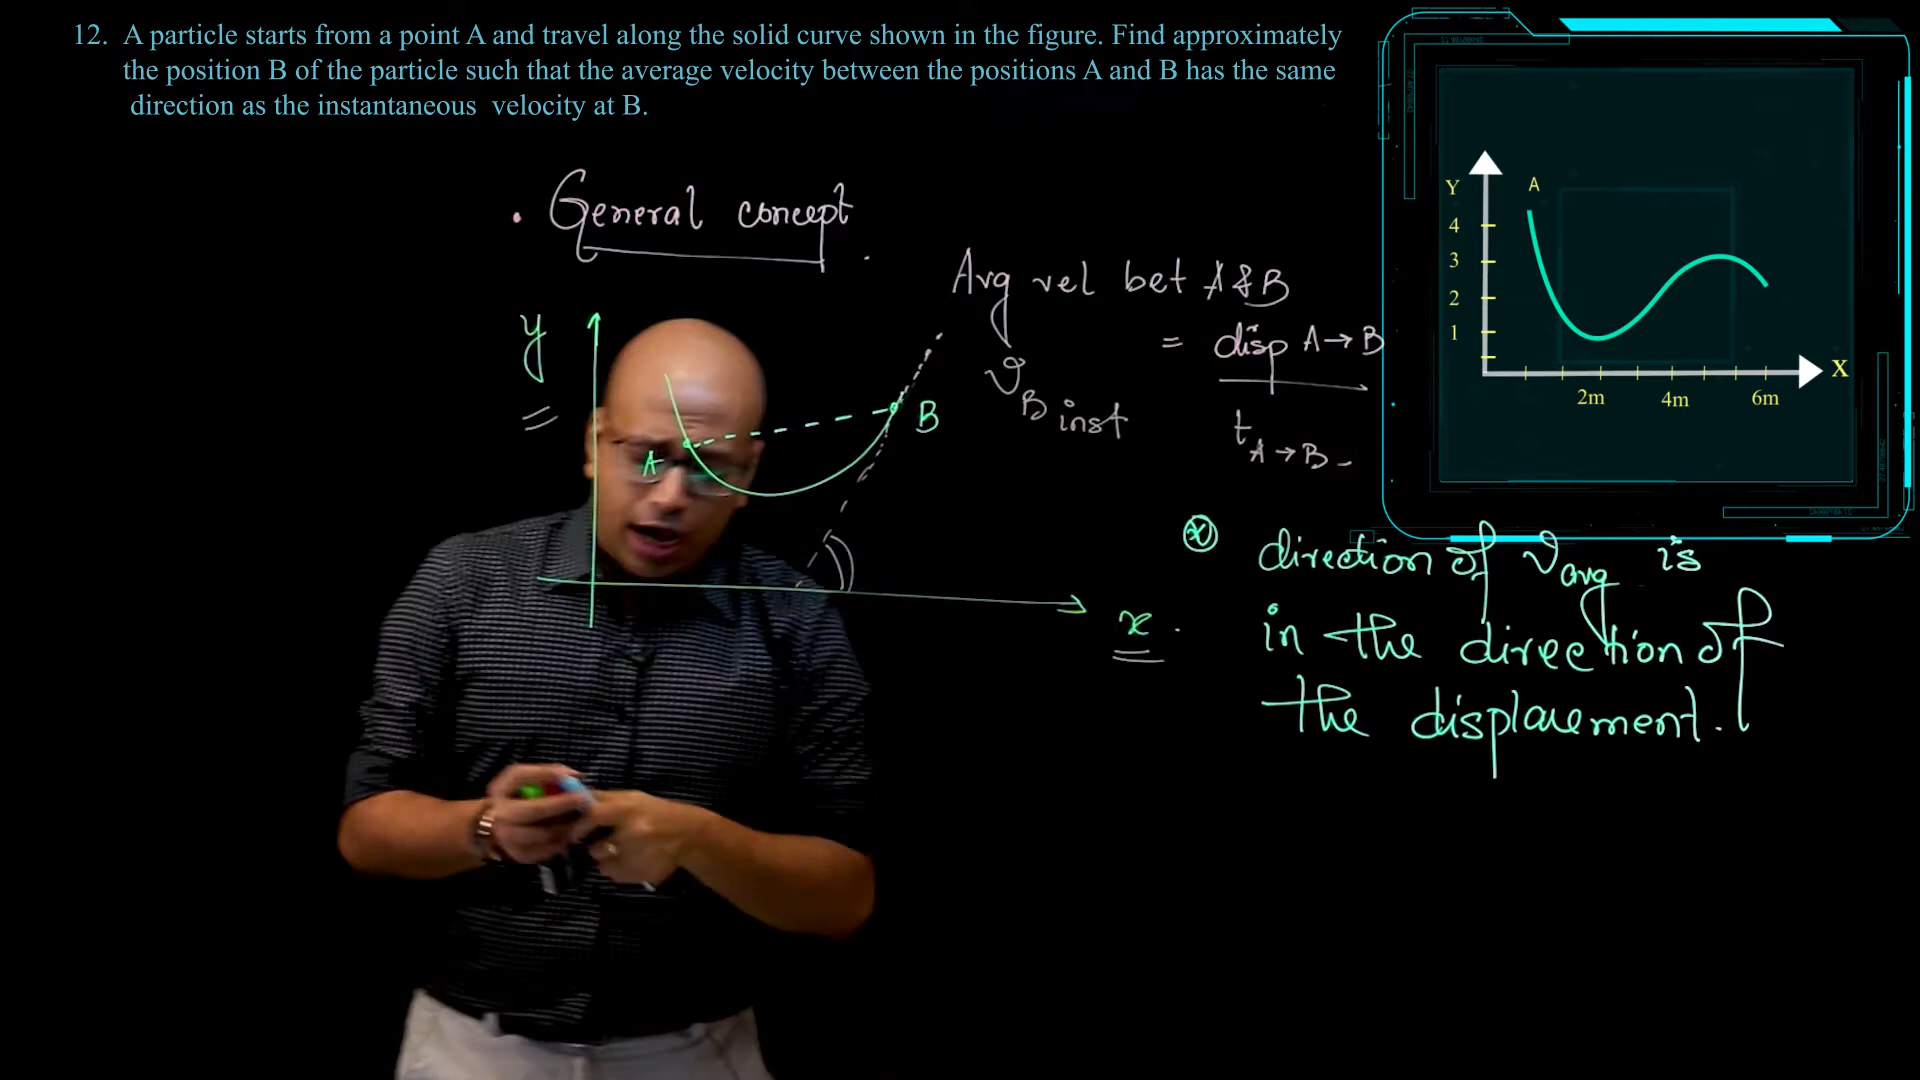 12. A particle starts from a point A and travel along the solid curve shown in the figure. Find approximately
the position B of the particle such that the average velocity between the positions A and B has the same
direction as the instantaneous velocity at B.
. General concept.
Avg vel bet A & B
= disp A→B
t A→B
𝑣 B inst
y
A
B
x.
Y
A
4
3
2
1
X
2m
4m
6m
direction of 𝑣avg is
in the direction of
the displacement.